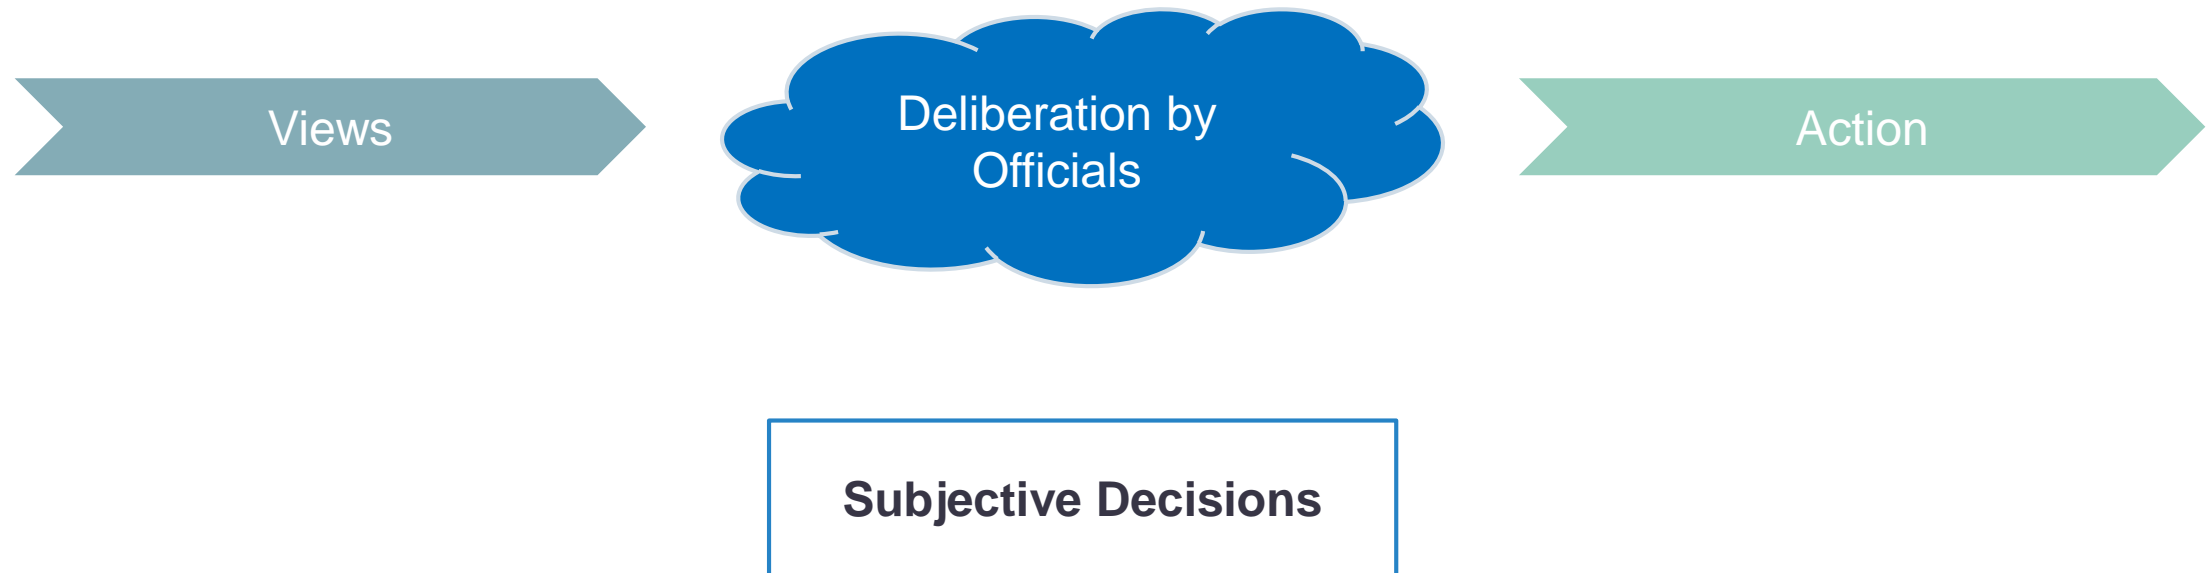 Views
Deliberation by
Officials
Action
Subjective Decisions